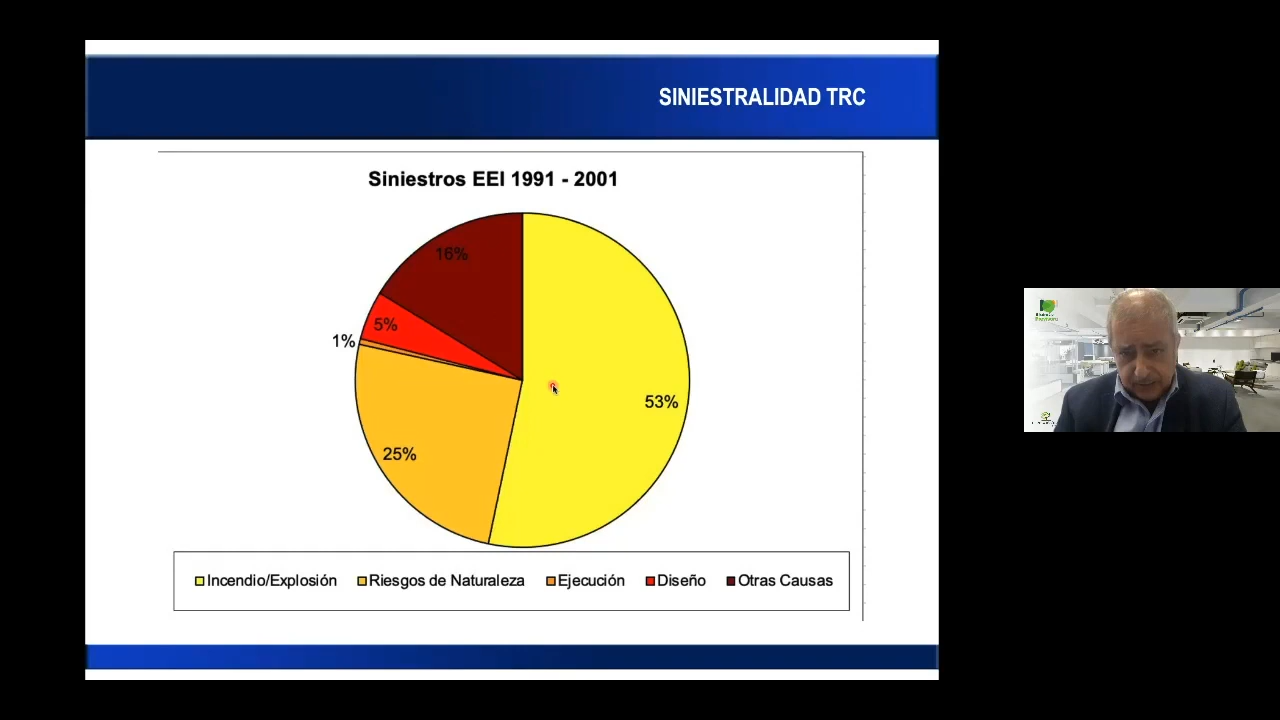 SINIESTRALIDAD TRC
Siniestros EEI 1991 - 2001
16%
5%
1%
53%
25%
Incendio/Explosión Riesgos de Naturaleza Ejecución Diseño Otras Causas